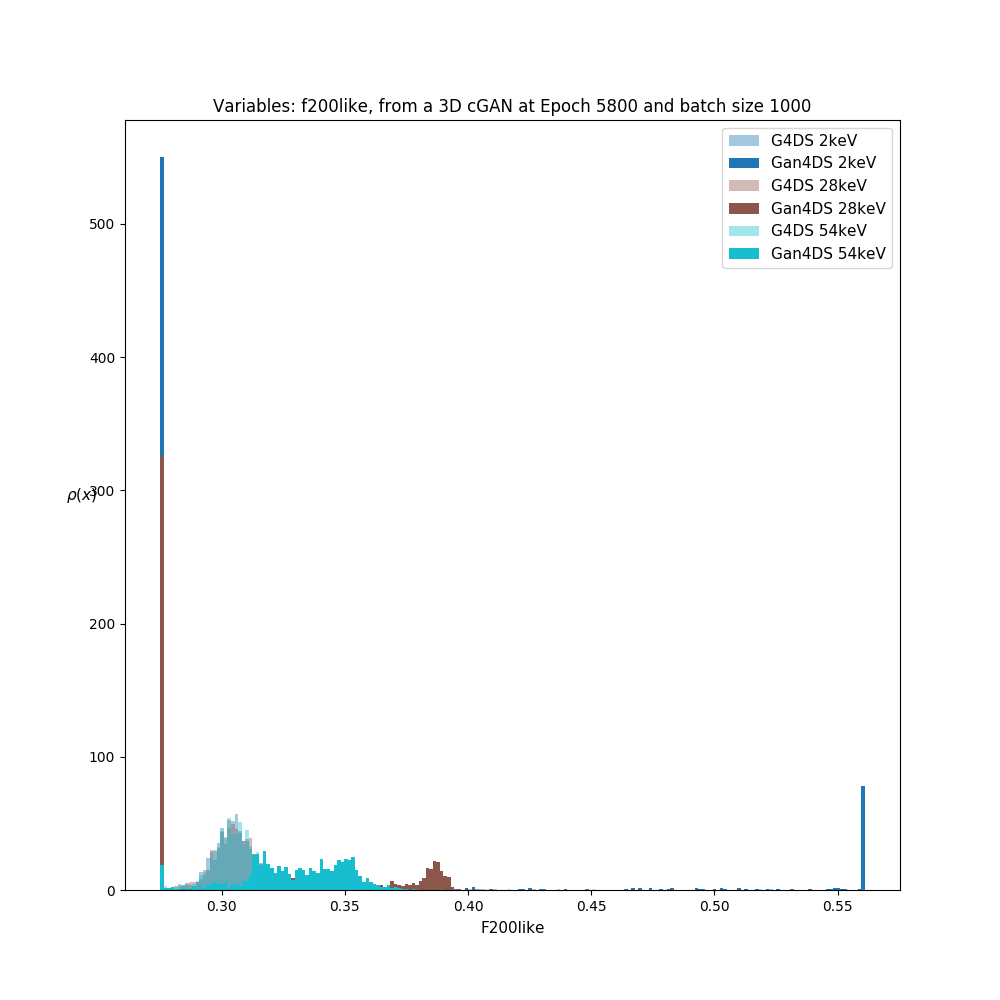 Variables: f200like, from a 3D cGAN at Epoch 5800 and batch size 1000
G4DS 2keV
Gan4DS 2keV
G4DS 28keV
Gan4DS 28keV
G4DS 54keV
Gan4DS 54keV
500
400
300
ρ(x)
200
100
0
0.30 0.35 0.40 0.45 0.50 0.55
F200like